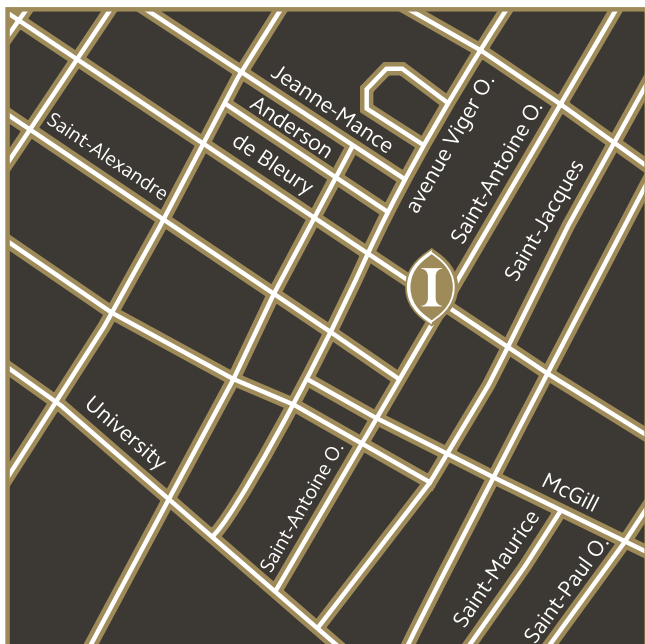 Jeanne-Mance
Anderson
de Bleury
avenue Viger O.
Saint-Antoine O.
Saint-Jacques
Saint-Alexandre
I
University
Saint-Antoine O.
McGill
Saint-Maurice
Saint-Paul O.